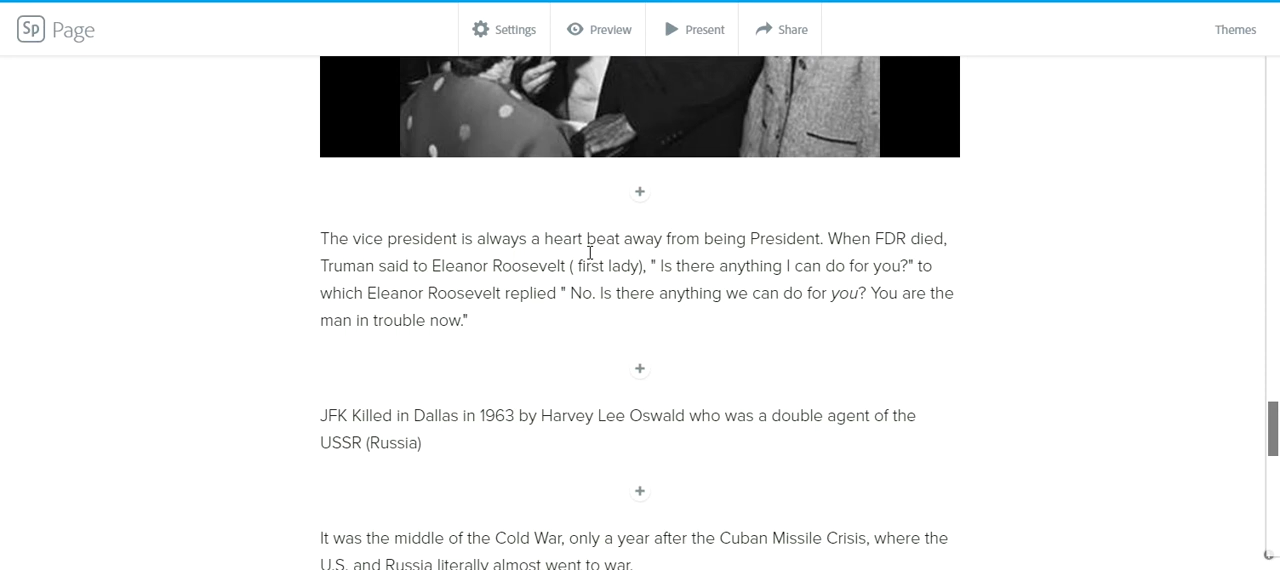 Sp Page
Settings
Preview
Present
Share
Themes
The vice president is always a heart beat away from being President. When FDR died,
Truman said to Eleanor Roosevelt ( first lady), " Is there anything I can do for you?" to
which Eleanor Roosevelt replied " No. Is there anything we can do for you? You are the
man in trouble now."
JFK Killed in Dallas in 1963 by Harvey Lee Oswald who was a double agent of the
USSR (Russia)
It was the middle of the Cold War, only a year after the Cuban Missile Crisis, where the
U.S. and Russia literally almost went to war.